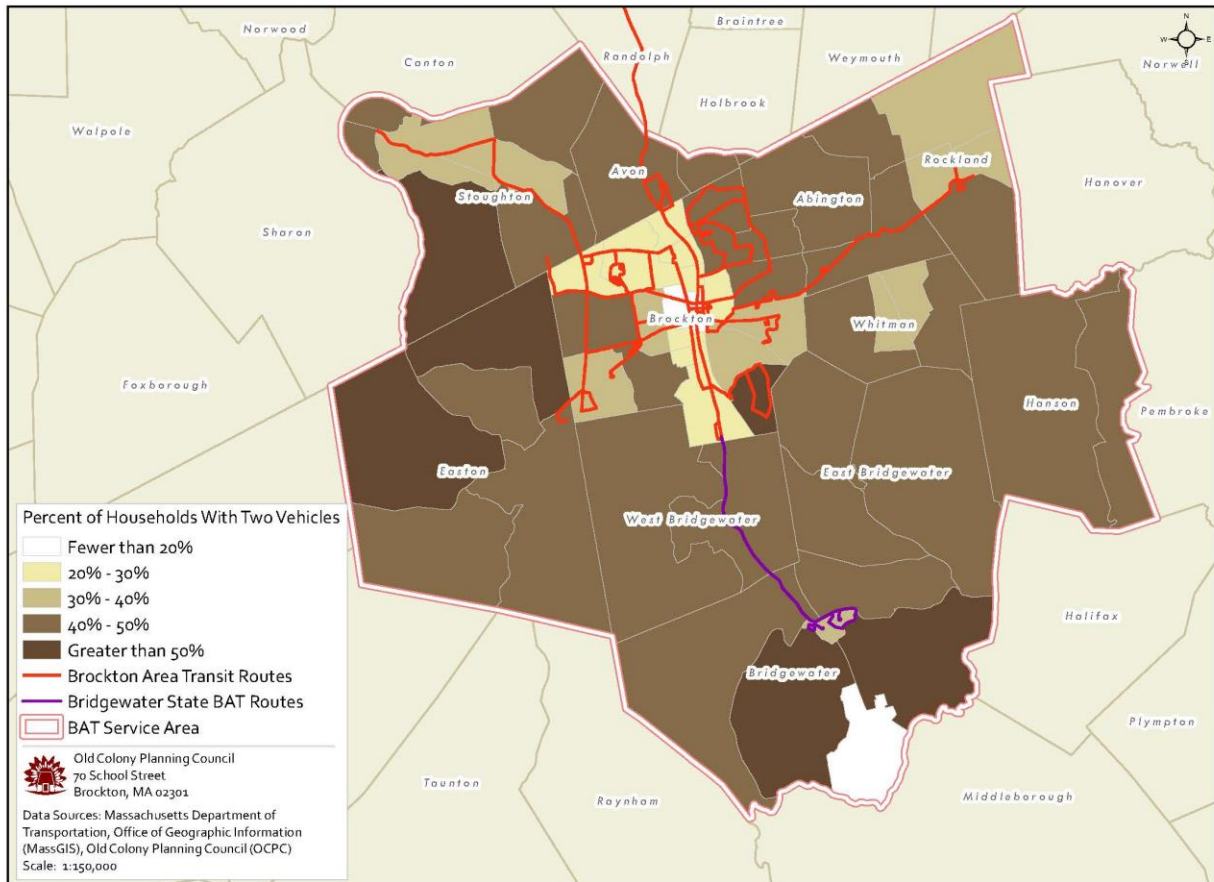 Norwood
Braintree
Canton
Randolph
Weymouth
N
W
E
S
Norwell
Walpole
Holbrook
Rockland
Avon
Hanover
Stoughton
Abington
Sharon
Brockton
Whitman
Foxborough
Hanson
Pembroke
Easton
East Bridgewater
West Bridgewater
Halifax
Bridgewater
Plympton
Taunton
Raynham
Middleborough
Percent of Households With Two Vehicles
Fewer than 20%
20% - 30%
30% - 40%
40% - 50%
Greater than 50%
Brockton Area Transit Routes
Bridgewater State BAT Routes
BAT Service Area
Old Colony Planning Council
70 School Street
Brockton, MA 02301
Data Sources: Massachusetts Department of
Transportation, Office of Geographic Information
(MassGIS), Old Colony Planning Council (OCPC)
Scale: 1:150,000